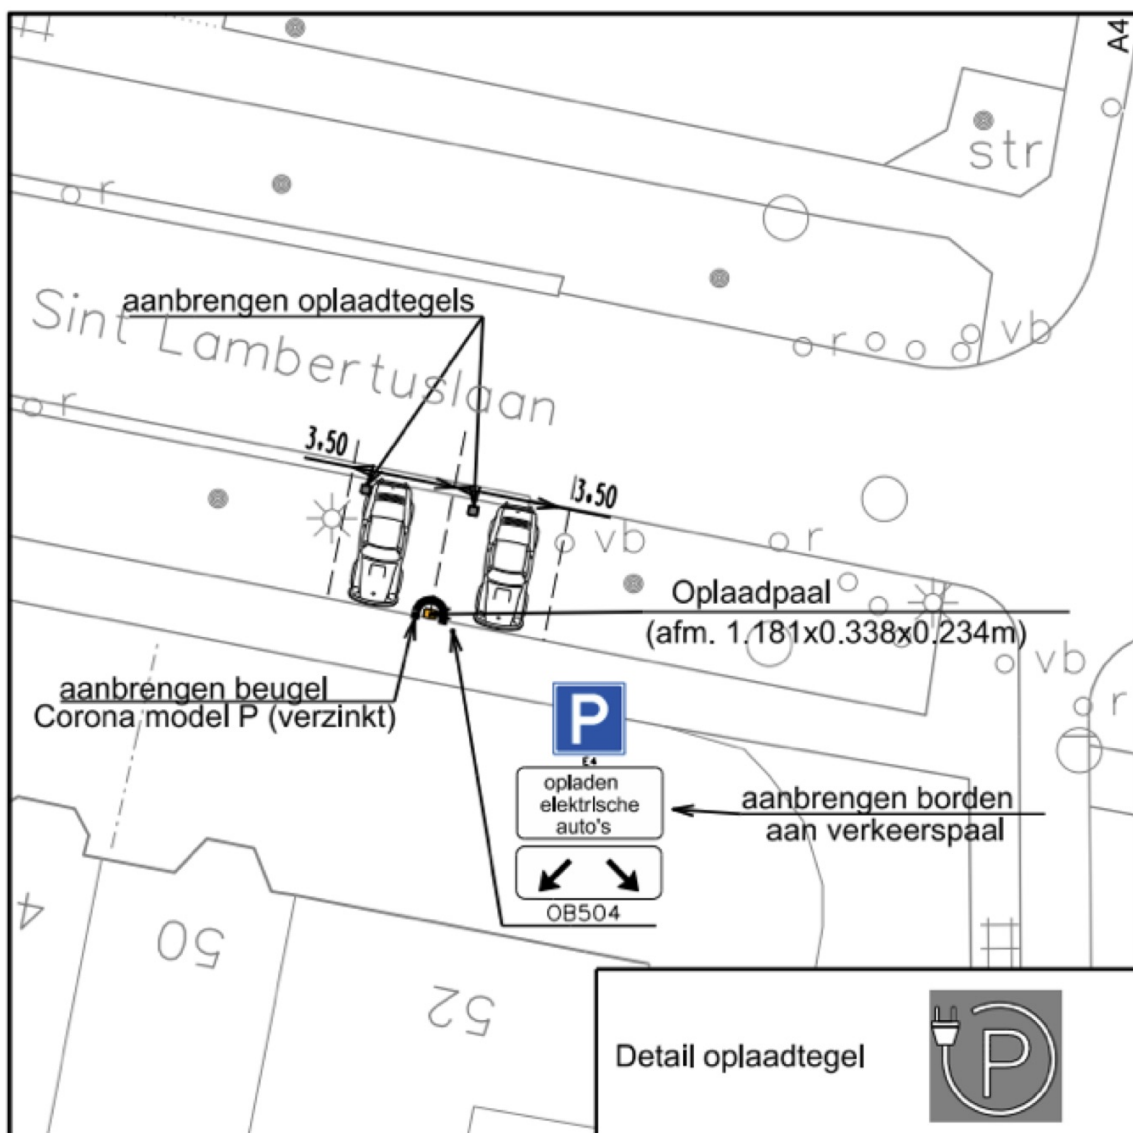 A4
str
r
aanbrengen oplaadtegels
Sint Lambertuslaan
r
vb
r
3.50
3.50
vb
r
Oplaadpaal
(afm. 1.181x0.338x0.234m)
vb
r
aanbrengen beugel
Corona model P (verzinkt)
P
E4
opladen
elektrische
auto's
aanbrengen borden
aan verkeerspaal
OB504
4
50
52
Detail oplaadtegel
P